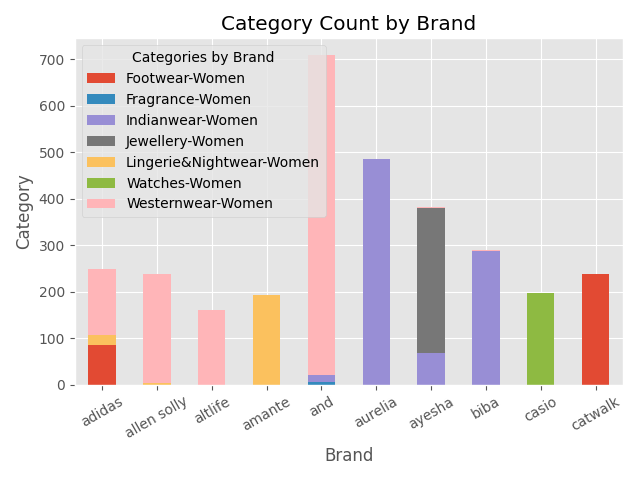 Category Count by Brand
Categories by Brand
Footwear-Women
Fragrance-Women
Indianwear-Women
Jewellery-Women
Lingerie&Nightwear-Women
Watches-Women
Westernwear-Women
Category
700
600
500
400
300
200
100
0
adidas
allen solly
altlife
amante
and
aurelia
ayesha
biba
casio
catwalk
Brand